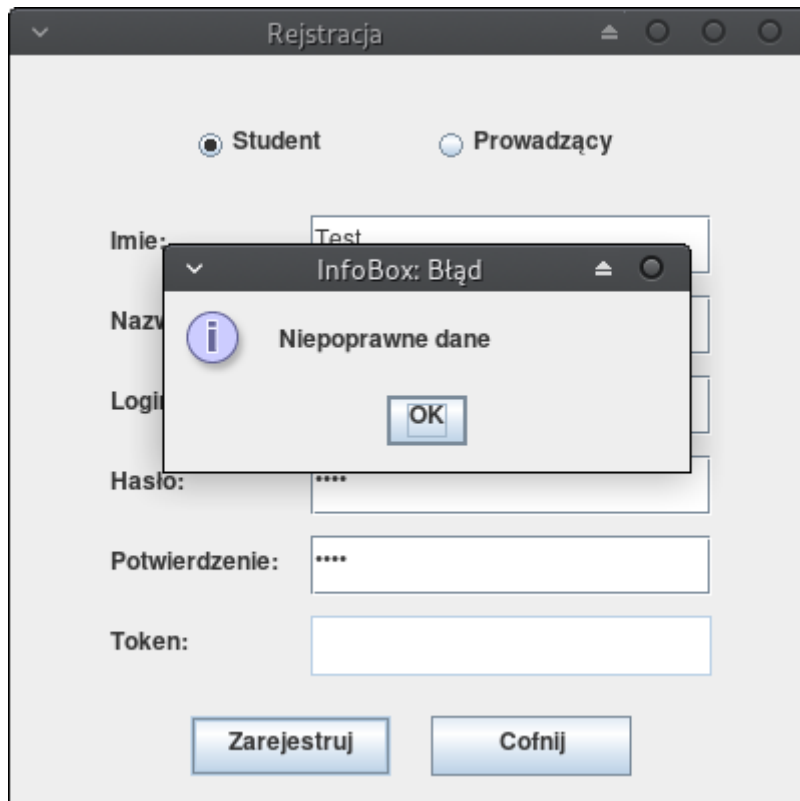 Rejstracja
Student Prowadzący
Imie: Test
InfoBox: Błąd
Niepoprawne dane
OK
Hasło: ••••
Potwierdzenie: ••••
Token:
Zarejestruj Cofnij